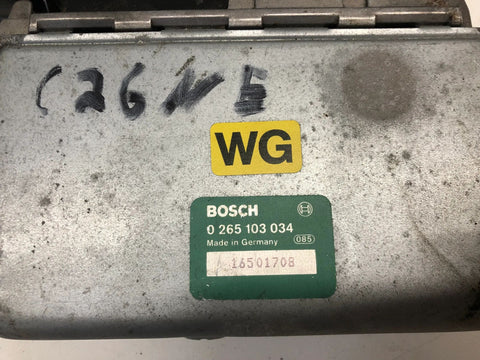 C26NE
WG
BOSCH
0 265 103 034
Made in Germany 085
16501708